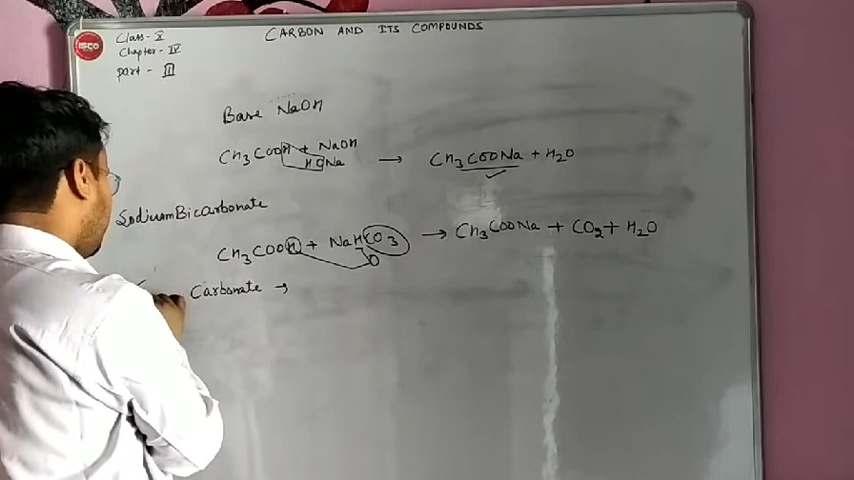 ISCO
Class - X
Chapter - IV
part - III
CARBON AND ITS COMPOUNDS
Base NaOH
CH3COOH + NaOH → CH3COONa + H2O
HONa
Sodium Bicarbonate
CH3COOH + NaHCO3 → CH3COONa + CO2 + H2O
O
Carbonate →